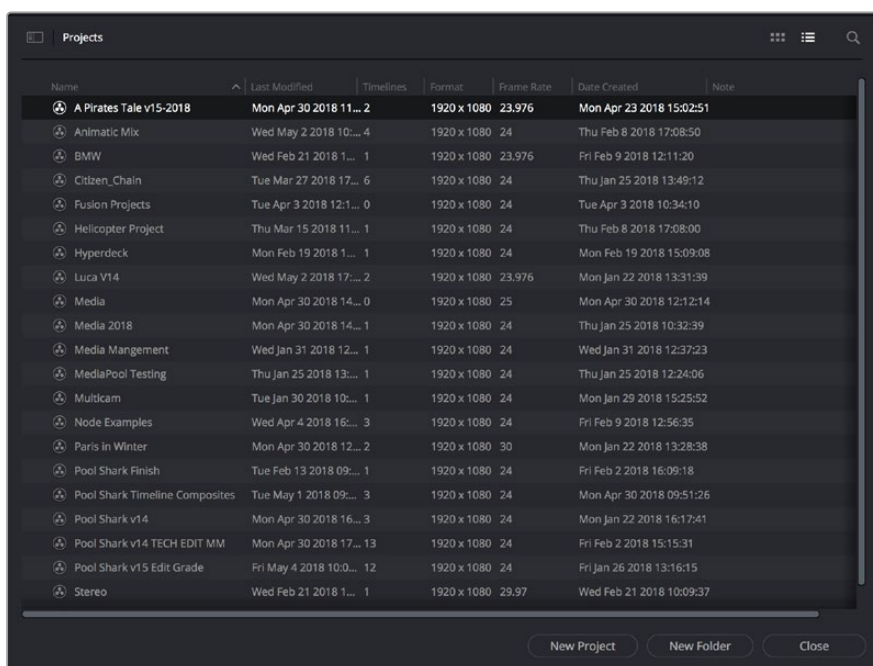 Projects
Name Last Modified Timelines Format Frame Rate Date Created Note
A Pirates Tale v15-2018 Mon Apr 30 2018 11... 2 1920 x 1080 23.976 Mon Apr 23 2018 15:02:51
Animatic Mix Wed May 2 2018 10:... 4 1920 x 1080 24 Thu Feb 8 2018 17:08:50
BMW Wed Feb 21 2018 1... 1 1920 x 1080 23.976 Fri Feb 9 2018 12:11:20
Citizen_Chain Tue Mar 27 2018 17... 6 1920 x 1080 24 Thu Jan 25 2018 13:49:12
Fusion Projects Tue Apr 3 2018 12:1... 0 1920 x 1080 24 Tue Apr 3 2018 10:34:10
Helicopter Project Thu Mar 15 2018 11... 1 1920 x 1080 24 Thu Feb 8 2018 17:08:00
Hyperdeck Mon Feb 19 2018 1... 1 1920 x 1080 24 Mon Feb 19 2018 15:09:08
Luca V14 Wed May 2 2018 17:... 2 1920 x 1080 23.976 Mon Jan 22 2018 13:31:39
Media Mon Apr 30 2018 14... 0 1920 x 1080 25 Mon Apr 30 2018 12:12:14
Media 2018 Mon Apr 30 2018 14... 1 1920 x 1080 24 Thu Jan 25 2018 10:32:39
Media Mangement Wed Jan 31 2018 12... 1 1920 x 1080 24 Wed Jan 31 2018 12:37:23
MediaPool Testing Thu Jan 25 2018 13:... 1 1920 x 1080 24 Thu Jan 25 2018 12:24:06
Multicam Tue Jan 30 2018 10:... 1 1920 x 1080 24 Mon Jan 29 2018 15:25:52
Node Examples Wed Apr 4 2018 16:... 3 1920 x 1080 24 Fri Feb 9 2018 12:56:35
Paris in Winter Mon Apr 30 2018 12... 2 1920 x 1080 30 Mon Jan 22 2018 13:28:38
Pool Shark Finish Tue Feb 13 2018 09:... 1 1920 x 1080 24 Fri Feb 2 2018 16:09:18
Pool Shark Timeline Composites Tue May 1 2018 09:... 3 1920 x 1080 24 Mon Apr 30 2018 09:51:26
Pool Shark v14 Mon Apr 30 2018 16... 3 1920 x 1080 24 Mon Jan 22 2018 16:17:41
Pool Shark v14 TECH EDIT MM Mon Apr 30 2018 17... 13 1920 x 1080 24 Fri Feb 2 2018 15:15:31
Pool Shark v15 Edit Grade Fri May 4 2018 10:0... 12 1920 x 1080 24 Fri Jan 26 2018 13:16:15
Stereo Wed Feb 21 2018 1... 1 1920 x 1080 29.97 Wed Feb 21 2018 10:09:37
New Project New Folder Close